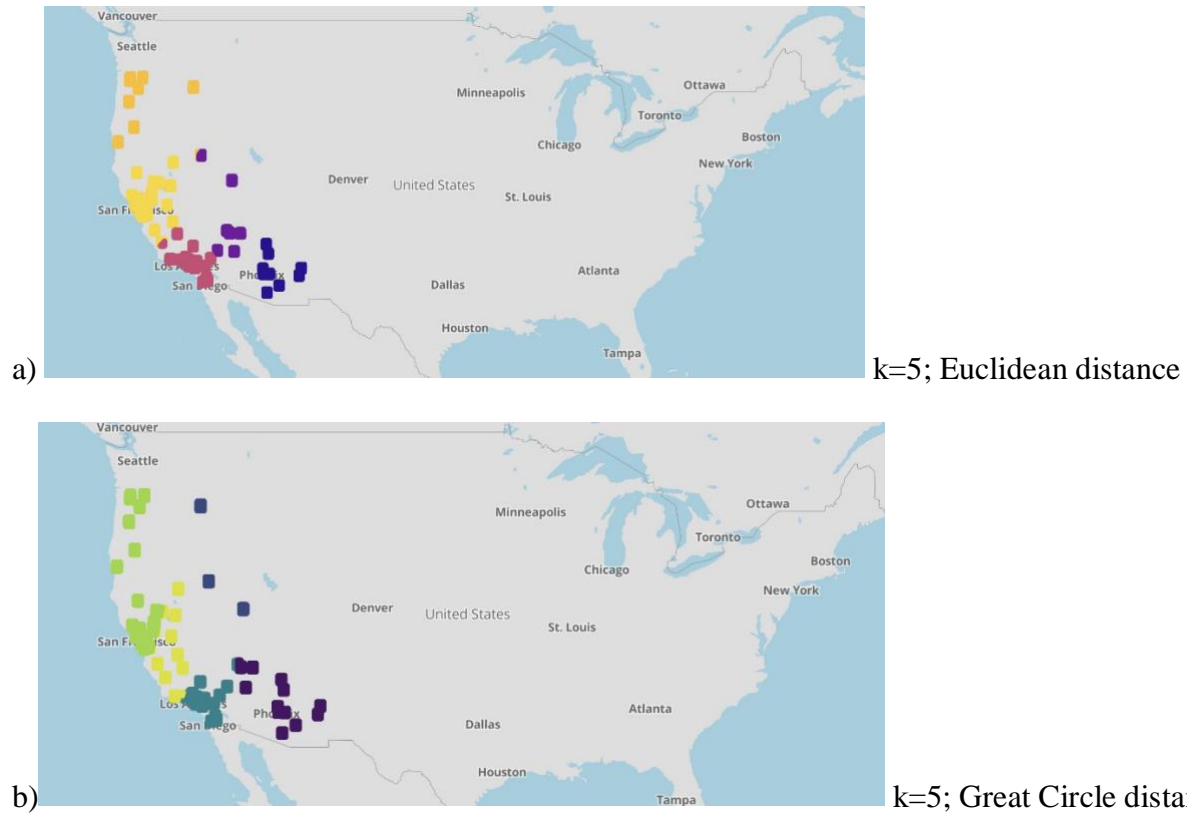 Vancouver
Seattle
Minneapolis
Ottawa
Toronto
Boston
Chicago
New York
Denver
United States
St. Louis
San Francisco
Los Angeles
Phoenix
San Diego
Atlanta
Dallas
Houston
Tampa
a)
k=5; Euclidean distance
Vancouver
Seattle
Minneapolis
Ottawa
Toronto
Boston
Chicago
New York
Denver
United States
St. Louis
San Francisco
Los Angeles
Phoenix
San Diego
Atlanta
Dallas
Houston
Tampa
b)
k=5; Great Circle distan